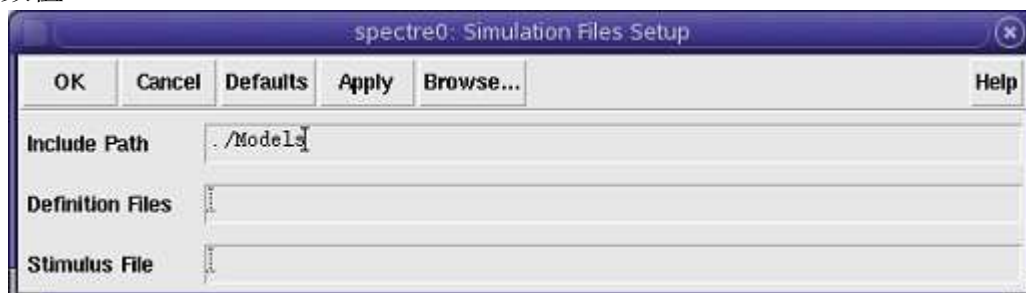 spectre0: Simulation Files Setup
OK Cancel Defaults Apply Browse... Help
Include Path ./Models
Definition Files
Stimulus File